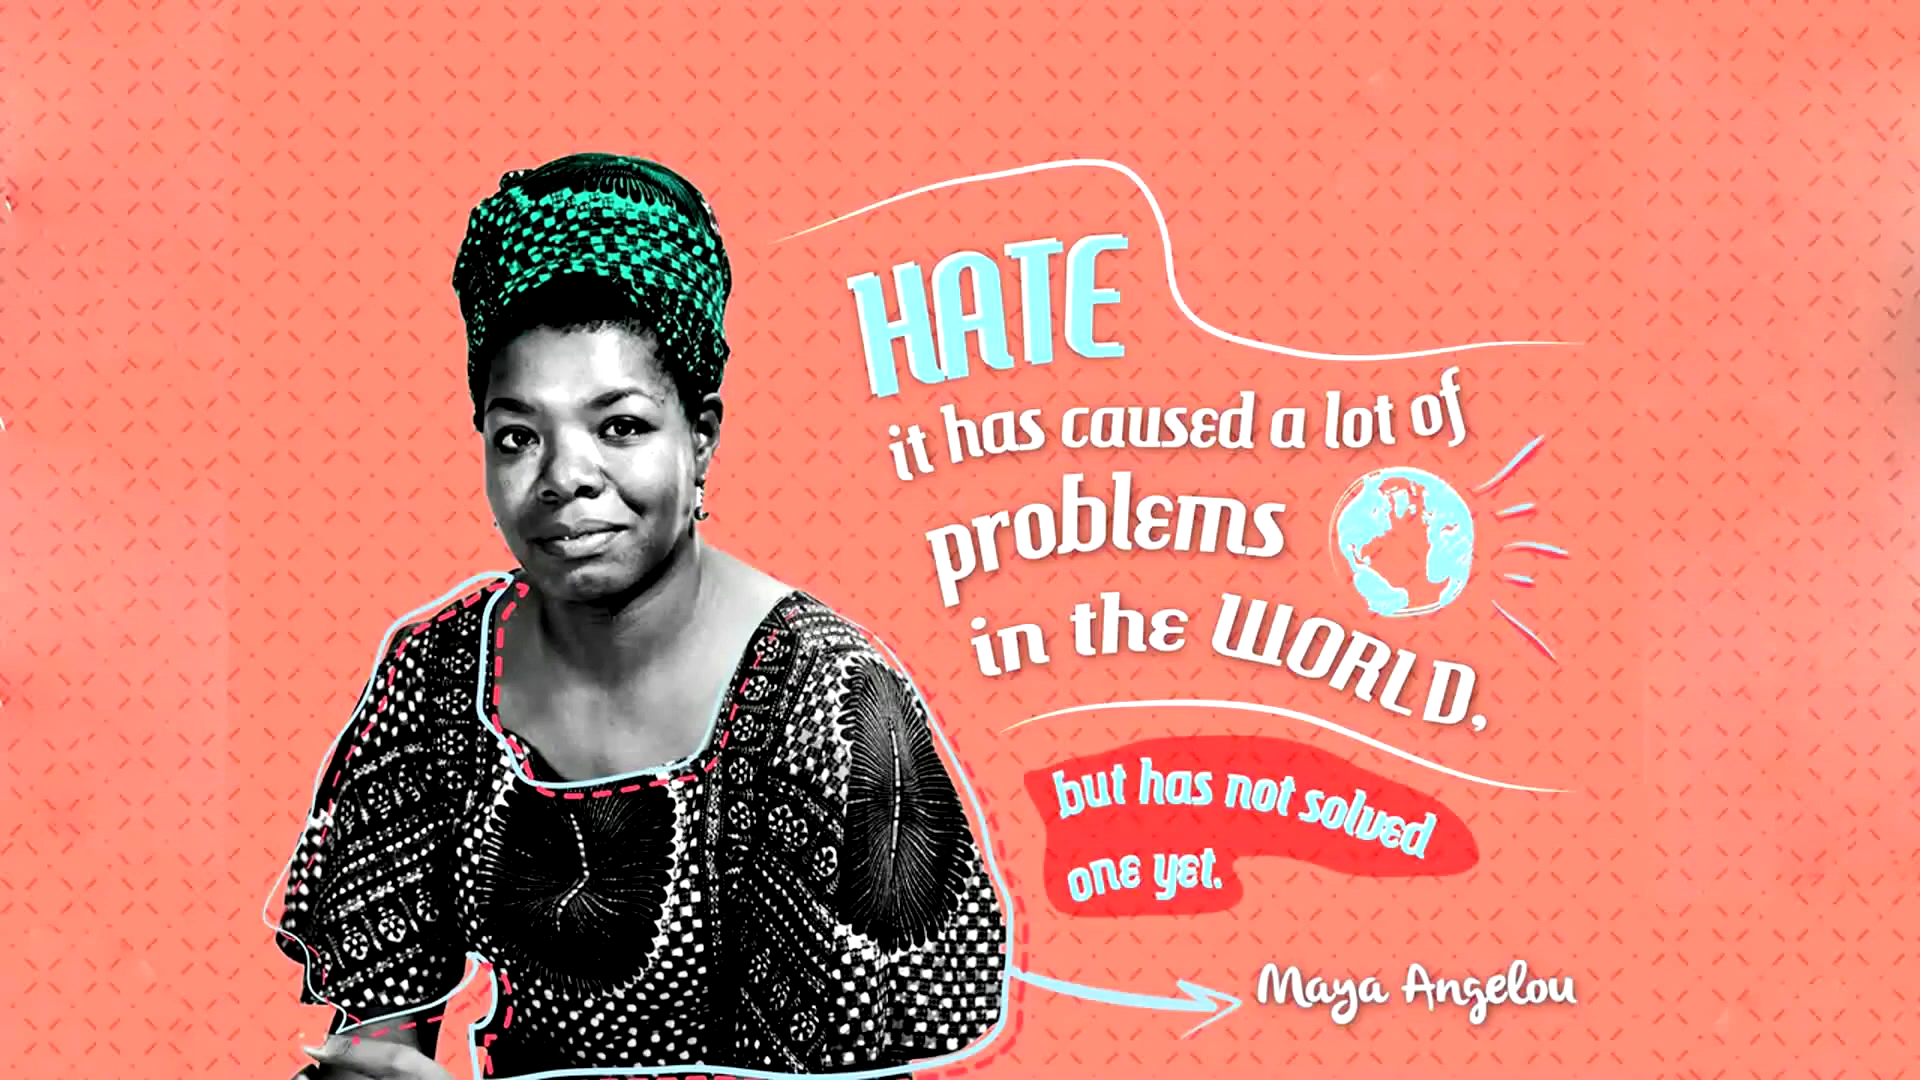 HATE
it has caused a lot of
problems
in the WORLD,
but has not solved
one yet.
Maya Angelou